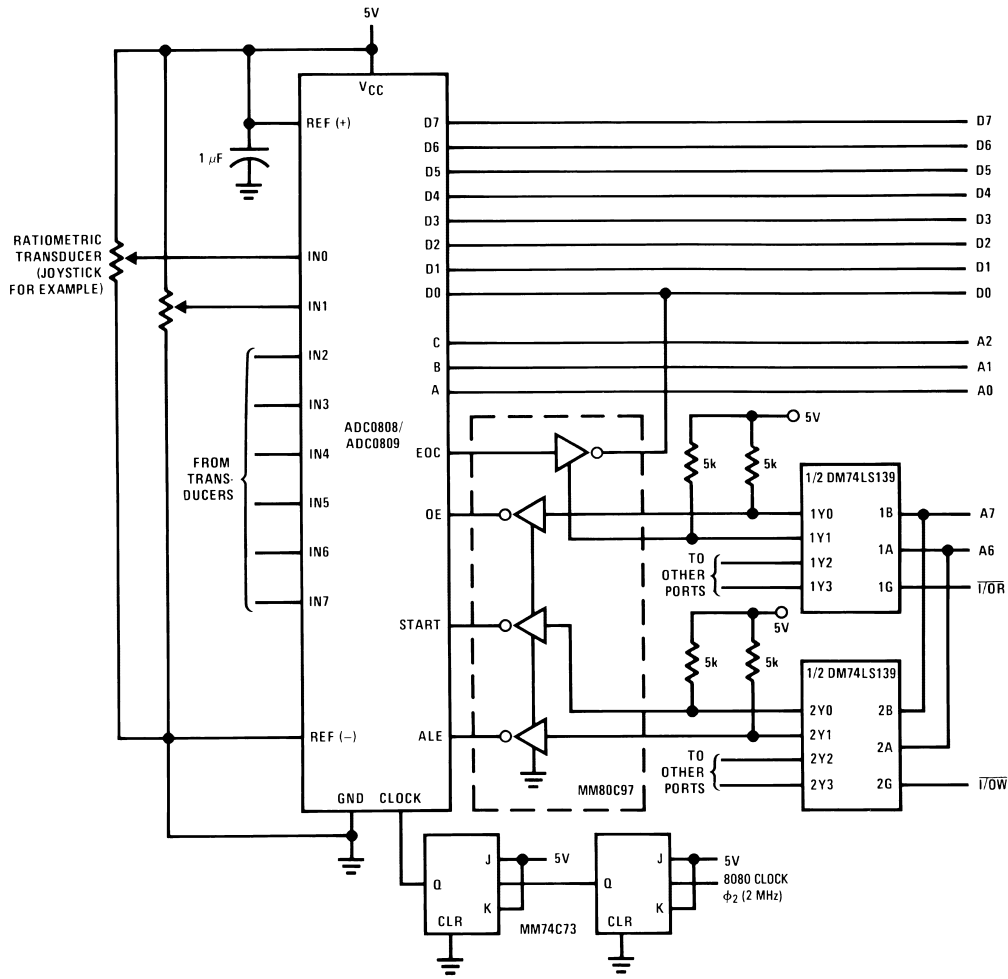 5V
VCC
REF (+)
1 µF
D7
D7
D6
D6
D5
D5
D4
D4
D3
D3
D2
D2
D1
D1
D0
D0
RATIOMETRIC
TRANSDUCER
(JOYSTICK
FOR EXAMPLE)
IN0
IN1
IN2
IN3
IN4
IN5
IN6
IN7
FROM
TRANS-
DUCERS
ADC0808/
ADC0809
C
A2
B
A1
A
A0
EOC
OE
START
ALE
MM80C97
5V
5k
5k
1/2 DM74LS139
1Y0
1B
A7
1Y1
1A
A6
1Y2
1Y3
1G
I/OR
TO
OTHER
PORTS
5V
5k
5k
1/2 DM74LS139
2Y0
2B
2Y1
2A
2Y2
2Y3
2G
I/OW
TO
OTHER
PORTS
REF (−)
GND
CLOCK
J
5V
Q
K
CLR
MM74C73
J
5V
Q
8080 CLOCK
ϕ2 (2 MHz)
K
CLR